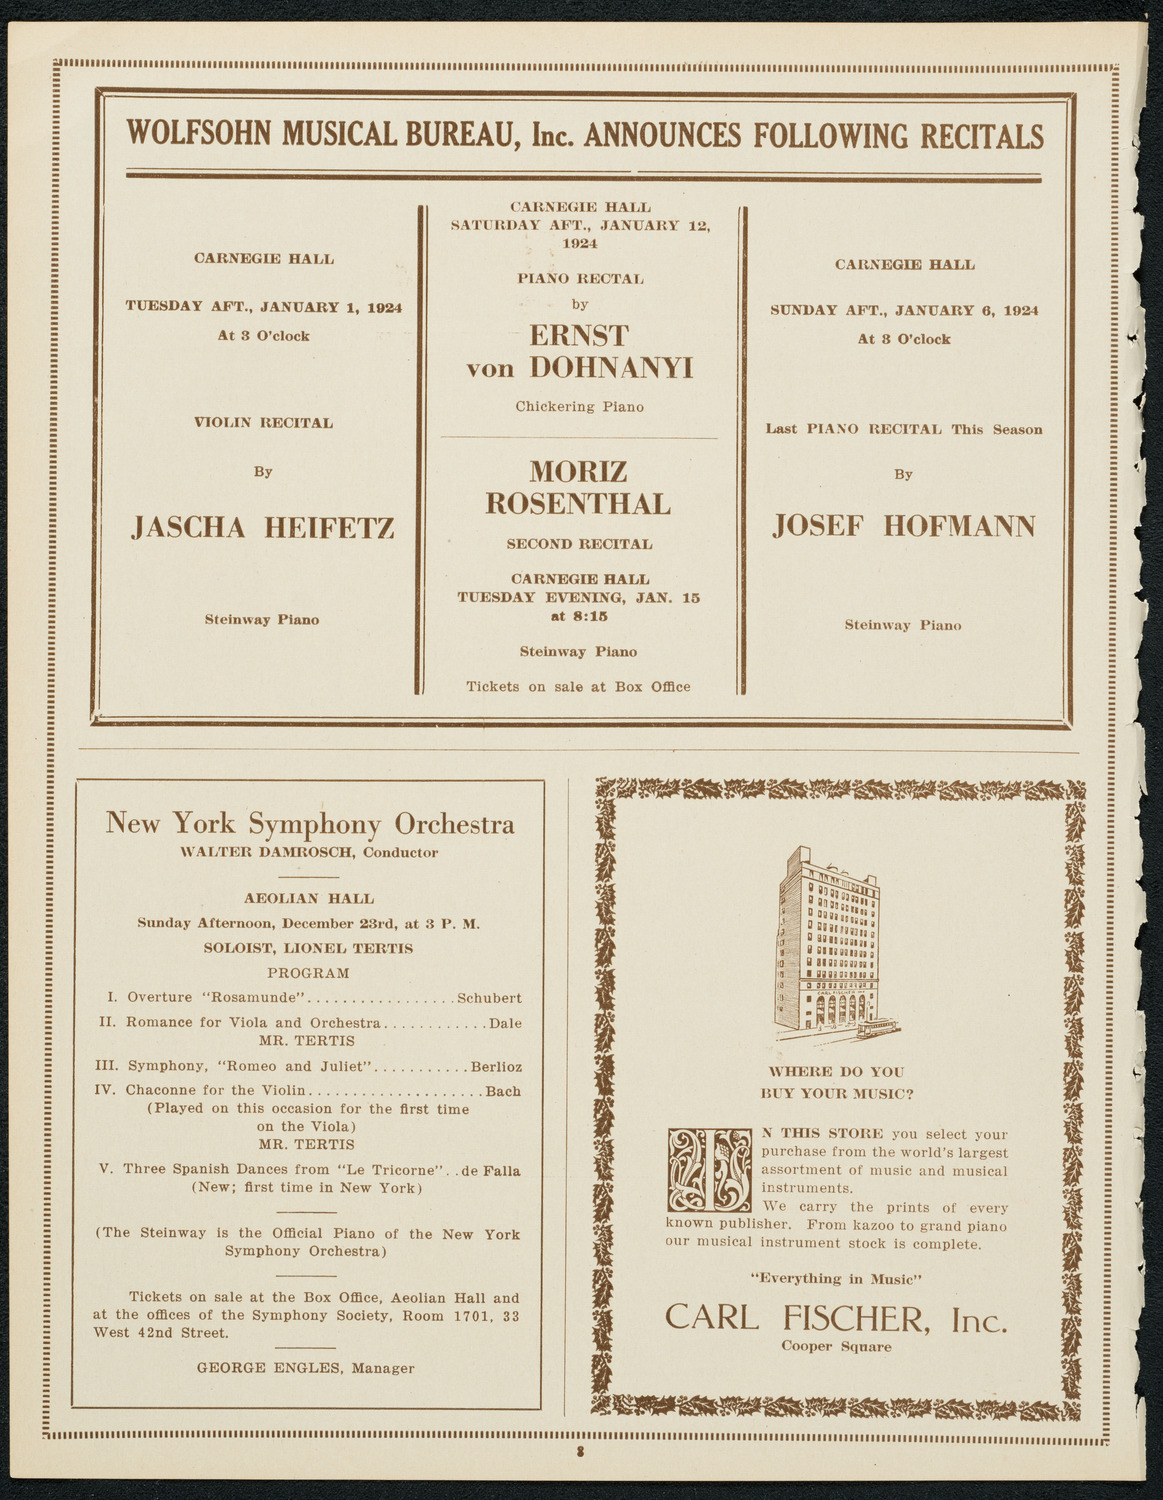 WOLFSOHN MUSICAL BUREAU, Inc. ANNOUNCES FOLLOWING RECITALS
CARNEGIE HALL
TUESDAY AFT., JANUARY 1, 1924
At 3 O'clock
VIOLIN RECITAL
By
JASCHA HEIFETZ
Steinway Piano
CARNEGIE HALL
SATURDAY AFT., JANUARY 12,
1924
PIANO RECTAL
by
ERNST
von DOHNANYI
Chickering Piano
MORIZ
ROSENTHAL
SECOND RECITAL
CARNEGIE HALL
TUESDAY EVENING, JAN. 15
at 8:15
Steinway Piano
Tickets on sale at Box Office
CARNEGIE HALL
SUNDAY AFT., JANUARY 6, 1924
At 3 O'clock
Last PIANO RECITAL This Season
By
JOSEF HOFMANN
Steinway Piano
New York Symphony Orchestra
WALTER DAMROSCH, Conductor
AEOLIAN HALL
Sunday Afternoon, December 23rd, at 3 P. M.
SOLOIST, LIONEL TERTIS
PROGRAM
I. Overture "Rosamunde".................Schubert
II. Romance for Viola and Orchestra............Dale
MR. TERTIS
III. Symphony, "Romeo and Juliet"...........Berlioz
IV. Chaconne for the Violin....................Bach
(Played on this occasion for the first time
on the Viola)
MR. TERTIS
V. Three Spanish Dances from "Le Tricorne"..de Falla
(New; first time in New York)
(The Steinway is the Official Piano of the New York
Symphony Orchestra)
Tickets on sale at the Box Office, Aeolian Hall and
at the offices of the Symphony Society, Room 1701, 33
West 42nd Street.
GEORGE ENGLES, Manager
CARL FISCHER INC
WHERE DO YOU
BUY YOUR MUSIC?
IN THIS STORE you select your
purchase from the world's largest
assortment of music and musical
instruments.
We carry the prints of every
known publisher. From kazoo to grand piano
our musical instrument stock is complete.
"Everything in Music"
CARL FISCHER, Inc.
Cooper Square
8